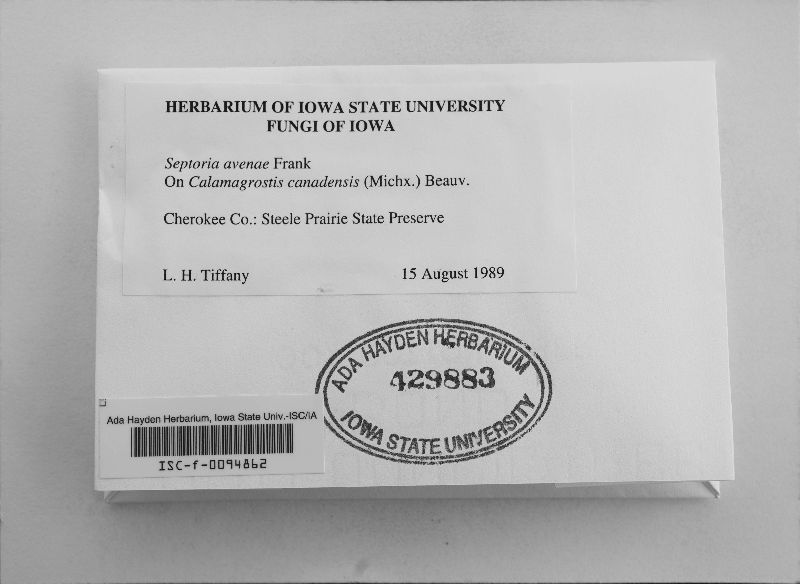 HERBARIUM OF IOWA STATE UNIVERSITY
FUNGI OF IOWA
Septoria avenae Frank
On Calamagrostis canadensis (Michx.) Beauv.
Cherokee Co.: Steele Prairie State Preserve
L. H. Tiffany 15 August 1989
ADA HAYDEN HERBARIUM
429883
IOWA STATE UNIVERSITY
Ada Hayden Herbarium, Iowa State Univ.-ISC/IA
ISC-f-0094862